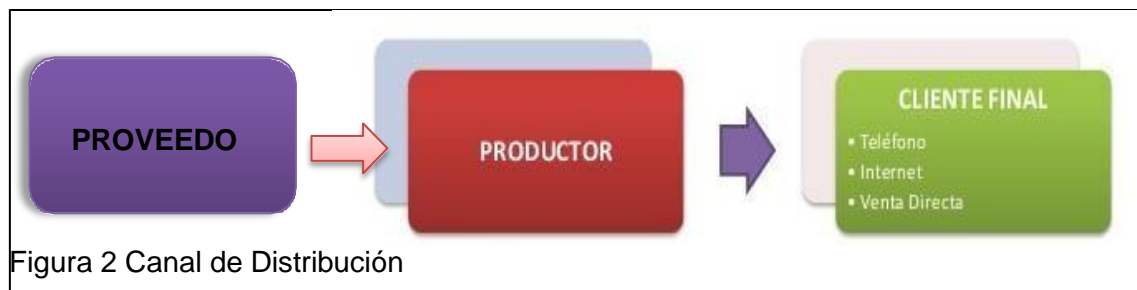 PROVEEDO
PRODUCTOR
CLIENTE FINAL
• Teléfono
• Internet
• Venta Directa
Figura 2 Canal de Distribución